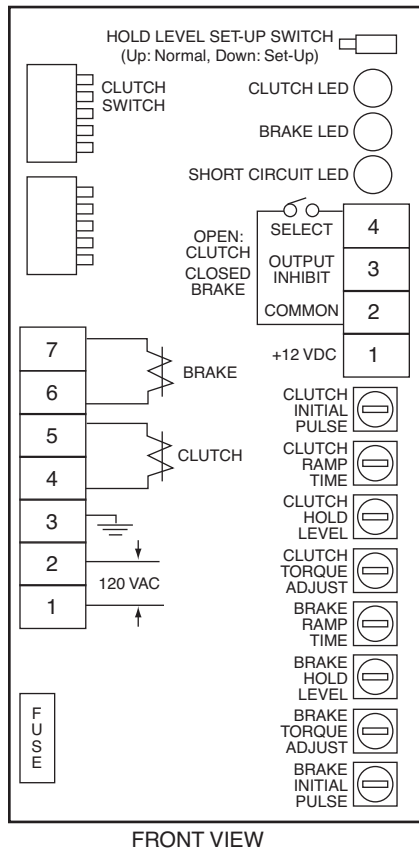 HOLD LEVEL SET-UP SWITCH
(Up: Normal, Down: Set-Up)
CLUTCH
SWITCH
CLUTCH LED
BRAKE LED
SHORT CIRCUIT LED
OPEN:
CLUTCH
CLOSED
BRAKE
SELECT
4
OUTPUT
INHIBIT
3
COMMON
2
+12 VDC
1
7
6
BRAKE
5
4
CLUTCH
3
2
1
120 VAC
CLUTCH
INITIAL
PULSE
CLUTCH
RAMP
TIME
CLUTCH
HOLD
LEVEL
CLUTCH
TORQUE
ADJUST
BRAKE
RAMP
TIME
BRAKE
HOLD
LEVEL
BRAKE
TORQUE
ADJUST
BRAKE
INITIAL
PULSE
F
U
S
E
FRONT VIEW